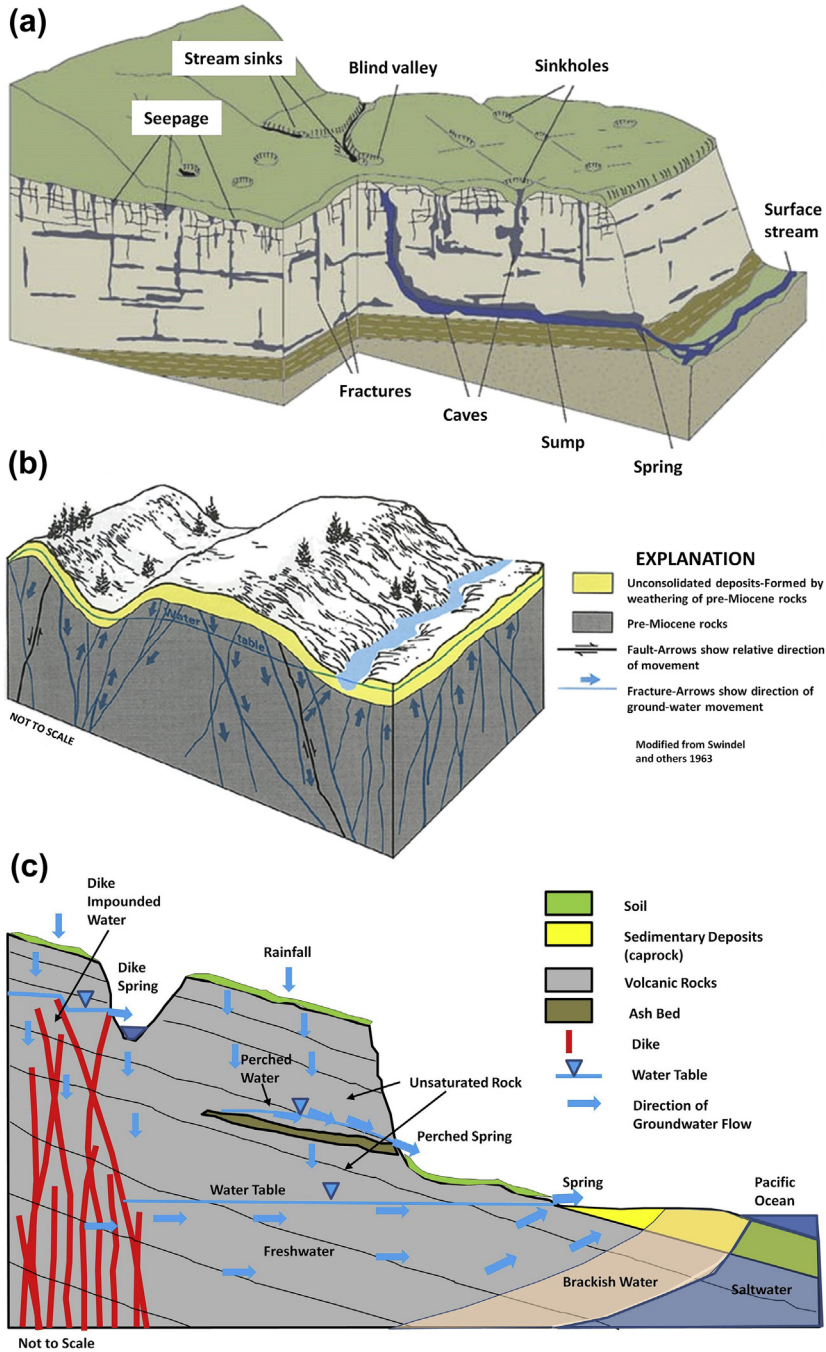 (a)
Stream sinks
Blind valley
Sinkholes
Seepage
Surface
stream
Fractures
Caves
Sump
Spring
(b)
Water table
NOT TO SCALE
EXPLANATION
Unconsolidated deposits-Formed by
weathering of pre-Miocene rocks
Pre-Miocene rocks
Fault-Arrows show relative direction
of movement
Fracture-Arrows show direction of
ground-water movement
Modified from Swindel
and others 1963
(c)
Dike
Impounded
Water
Dike
Spring
Rainfall
Perched
Water
Unsaturated Rock
Perched Spring
Water Table
Spring
Pacific
Ocean
Freshwater
Brackish Water
Saltwater
Not to Scale
Soil
Sedimentary Deposits
(caprock)
Volcanic Rocks
Ash Bed
Dike
Water Table
Direction of
Groundwater Flow